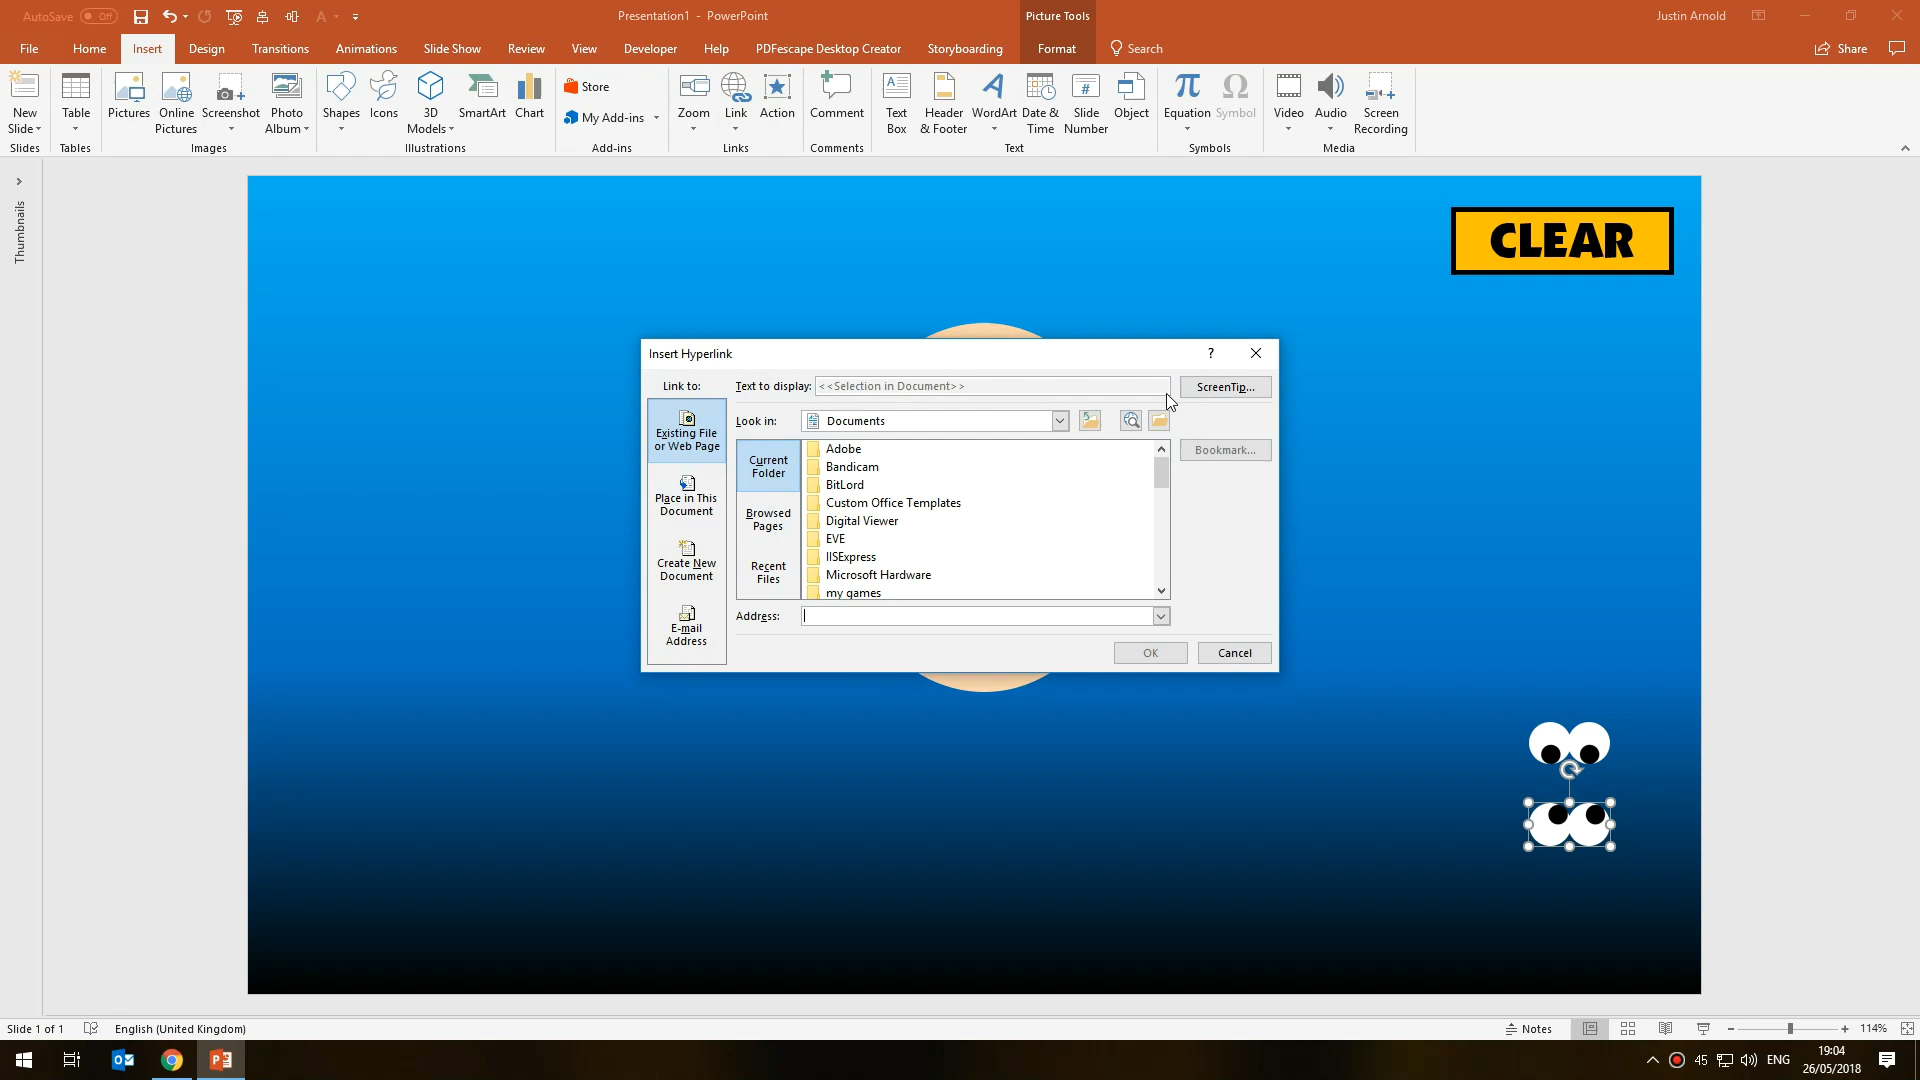 AutoSave Off
Presentation1 - PowerPoint
Picture Tools
Justin Arnold
File Home Insert Design Transitions Animations Slide Show Review View Developer Help PDFescape Desktop Creator Storyboarding Format Search
Share
New Slide
Table
Pictures
Online Pictures
Screenshot
Photo Album
Shapes
Icons
3D Models
SmartArt
Chart
Store
My Add-ins
Zoom
Link
Action
Comment
Text Box
Header & Footer
WordArt
Date & Time
Slide Number
Object
Equation
Symbol
Video
Audio
Screen Recording
Slides Tables Images Illustrations Add-ins Links Comments Text Symbols Media
Thumbnails
CLEAR
Insert Hyperlink
?
Link to:
Text to display: <<Selection in Document>>
ScreenTip...
Existing File or Web Page
Place in This Document
Create New Document
E-mail Address
Look in: Documents
Current Folder
Browsed Pages
Recent Files
Adobe
Bandicam
BitLord
Custom Office Templates
Digital Viewer
EVE
IISExpress
Microsoft Hardware
my games
Bookmark...
Address:
OK Cancel
Slide 1 of 1 English (United Kingdom)
Notes
114%
45
ENG
19:04
26/05/2018